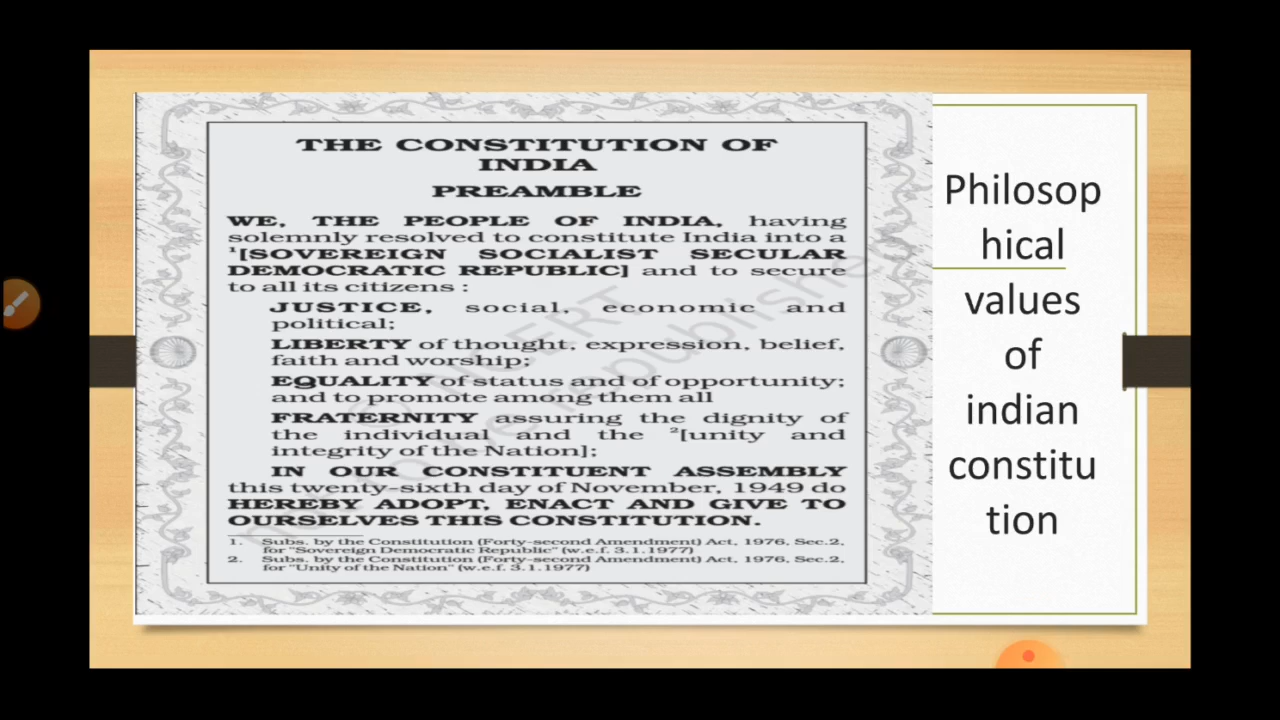 THE CONSTITUTION OF
INDIA
PREAMBLE
WE, THE PEOPLE OF INDIA, having
solemnly resolved to constitute India into a
¹[SOVEREIGN SOCIALIST SECULAR
DEMOCRATIC REPUBLIC] and to secure
to all its citizens :
JUSTICE, social, economic and
political;
LIBERTY of thought, expression, belief,
faith and worship;
EQUALITY of status and of opportunity;
and to promote among them all
FRATERNITY assuring the dignity of
the individual and the ²[unity and
integrity of the Nation];
IN OUR CONSTITUENT ASSEMBLY
this twenty-sixth day of November, 1949 do
HEREBY ADOPT, ENACT AND GIVE TO
OURSELVES THIS CONSTITUTION.
1. Subs. by the Constitution (Forty-second Amendment) Act, 1976, Sec.2,
for "Sovereign Democratic Republic" (w.e.f. 3.1.1977)
2. Subs. by the Constitution (Forty-second Amendment) Act, 1976, Sec.2,
for "Unity of the Nation" (w.e.f. 3.1.1977)
Philosop
hical
values
of
indian
constitu
tion